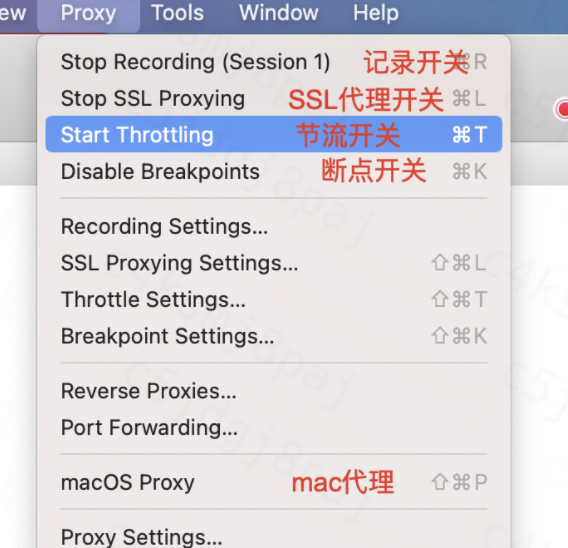 ew Proxy Tools Window Help
Stop Recording (Session 1) 记录开关 ⌘R
Stop SSL Proxying SSL代理开关 ⌘L
Start Throttling 节流开关 ⌘T
Disable Breakpoints 断点开关 ⌘K
Recording Settings...
SSL Proxying Settings... ⇧⌘L
Throttle Settings... ⇧⌘T
Breakpoint Settings... ⇧⌘K
Reverse Proxies...
Port Forwarding...
macOS Proxy mac代理 ⇧⌘P
Proxy Settings...